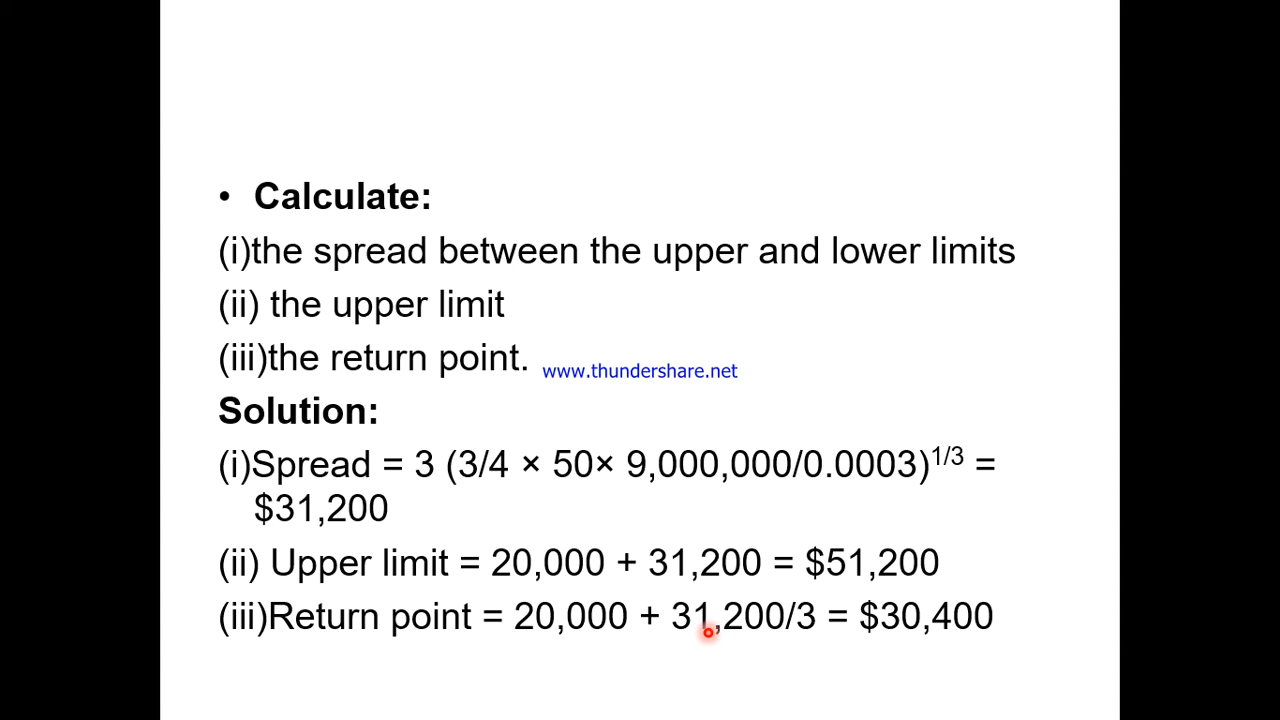 • Calculate:
(i)the spread between the upper and lower limits
(ii) the upper limit
(iii)the return point.
www.thundershare.net
Solution:
(i)Spread = 3 (3/4 × 50× 9,000,000/0.0003)1/3 =
$31,200
(ii) Upper limit = 20,000 + 31,200 = $51,200
(iii)Return point = 20,000 + 31,200/3 = $30,400